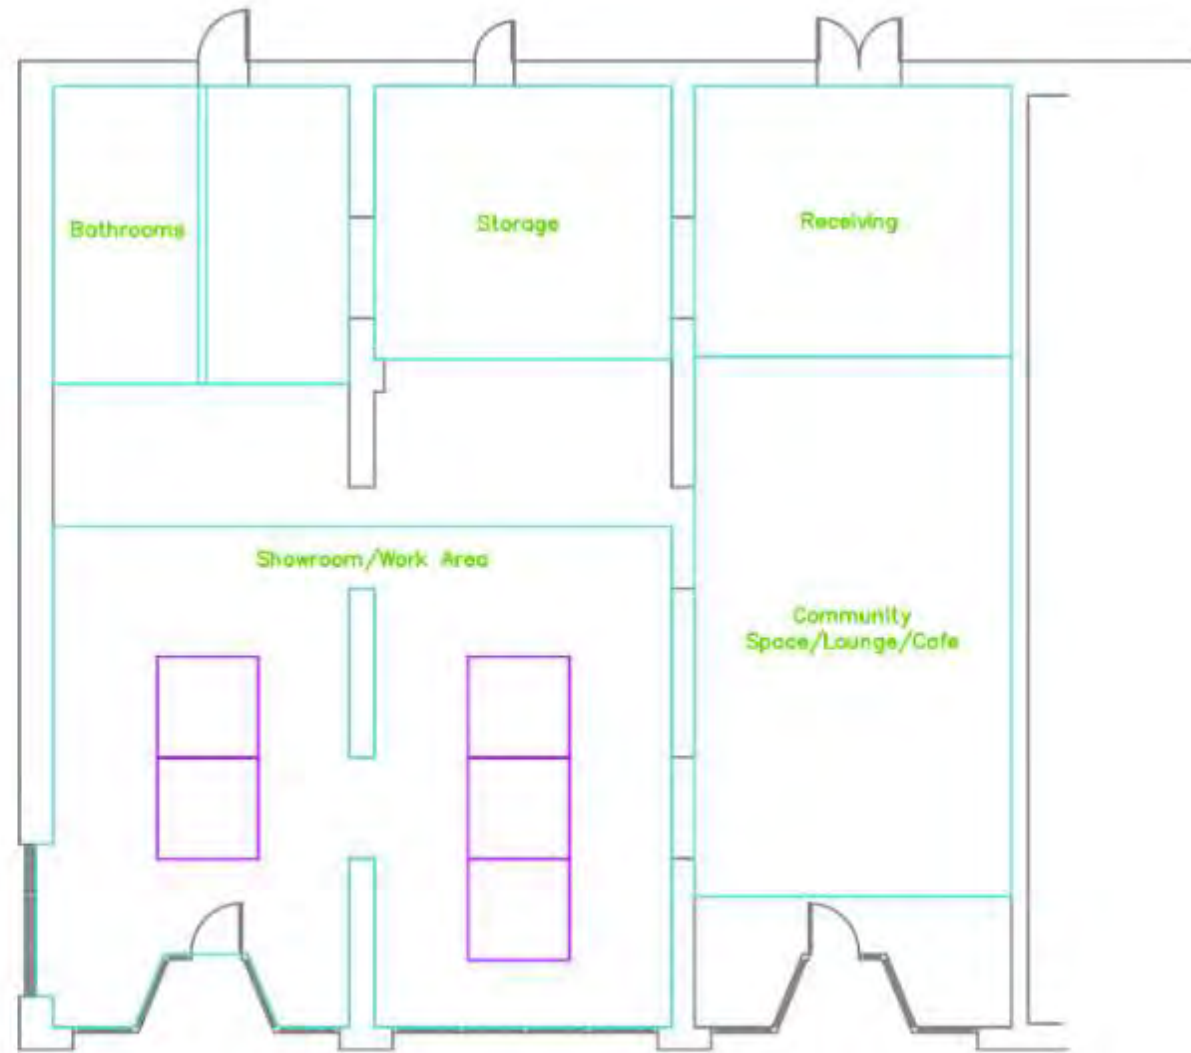 Bathrooms
Storage
Receiving
Showroom/Work Area
Community
Space/Lounge/Cafe